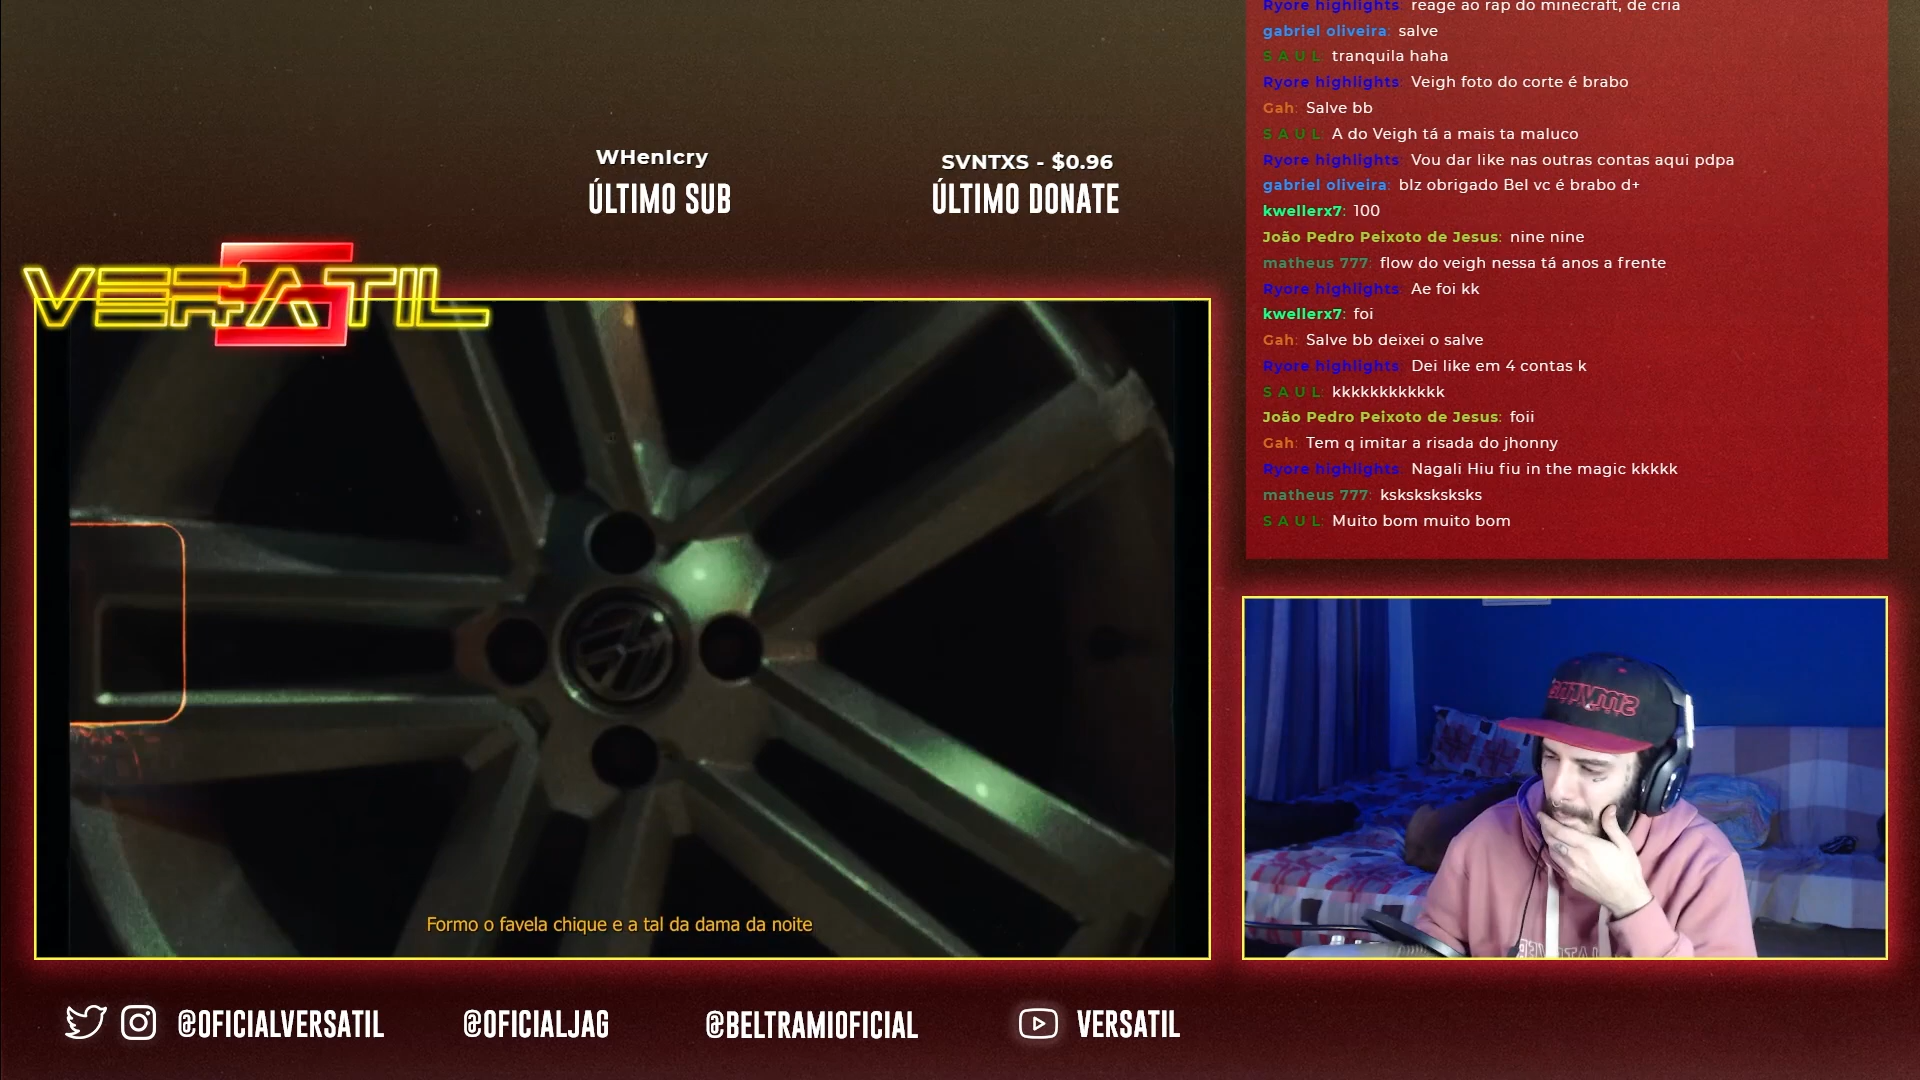 WHenIcry
ÚLTIMO SUB
SVNTXS - $0.96
ÚLTIMO DONATE
VERSATIL
Formo o favela chique e a tal da dama da noite
Ryore highlights: reage ao rap do minecraft, de cria
gabriel oliveira: salve
S A U L: tranquila haha
Ryore highlights: Veigh foto do corte é brabo
Gah: Salve bb
S A U L: A do Veigh tá a mais ta maluco
Ryore highlights: Vou dar like nas outras contas aqui pdpa
gabriel oliveira: blz obrigado Bel vc é brabo d+
kwellerx7: 100
João Pedro Peixoto de Jesus: nine nine
matheus 777: flow do veigh nessa tá anos a frente
Ryore highlights: Ae foi kk
kwellerx7: foi
Gah: Salve bb deixei o salve
Ryore highlights: Dei like em 4 contas k
S A U L: kkkkkkkkkkkk
João Pedro Peixoto de Jesus: foii
Gah: Tem q imitar a risada do jhonny
Ryore highlights: Nagali Hiu fiu in the magic kkkkk
matheus 777: ksksksksksks
S A U L: Muito bom muito bom
@OFICIALVERSATIL
@OFICIALJAG
@BELTRAMIOFICIAL
VERSATIL